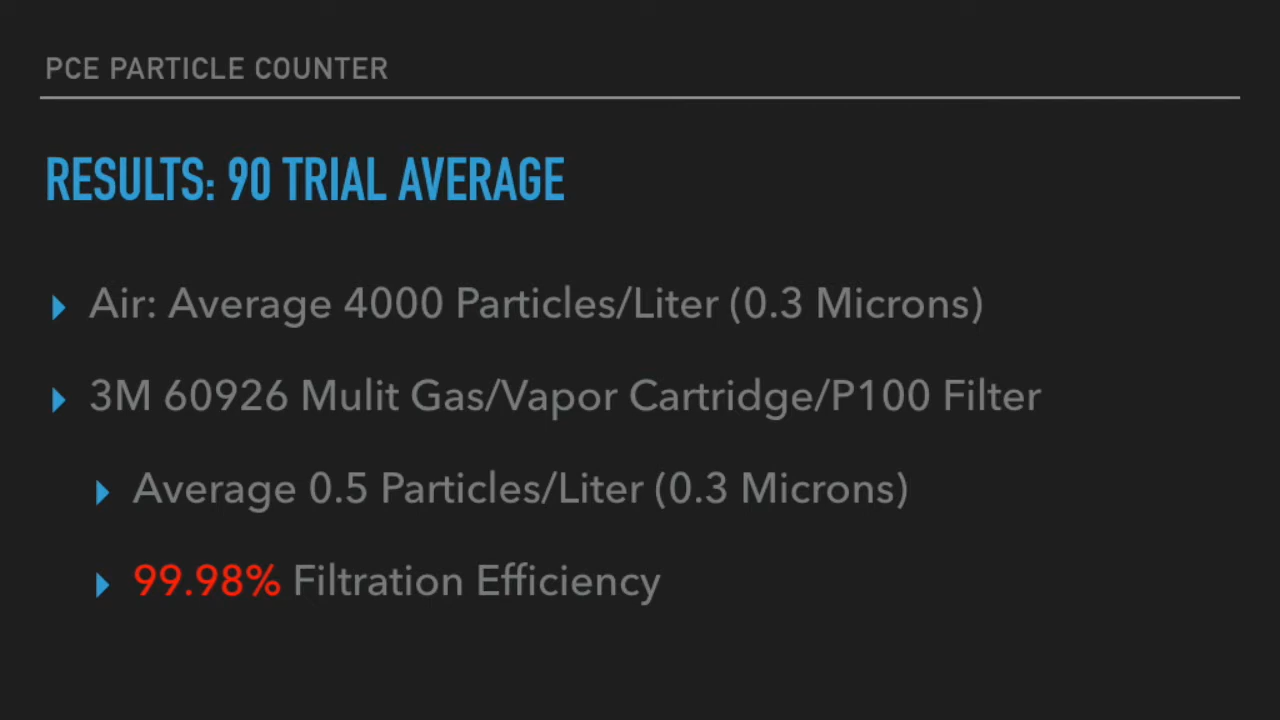 PCE PARTICLE COUNTER
RESULTS: 90 TRIAL AVERAGE
Air: Average 4000 Particles/Liter (0.3 Microns)
3M 60926 Mulit Gas/Vapor Cartridge/P100 Filter
Average 0.5 Particles/Liter (0.3 Microns)
99.98% Filtration Efficiency